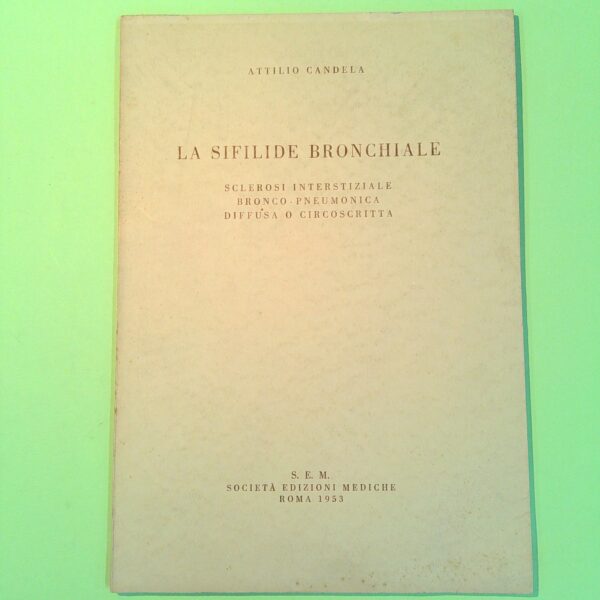 ATTILIO CANDELA
LA SIFILIDE BRONCHIALE
SCLEROSI INTERSTIZIALE
BRONCO-PNEUMONICA
DIFFUSA O CIRCOSCRITTA
S. E. M.
SOCIETÀ EDIZIONI MEDICHE
ROMA 1953